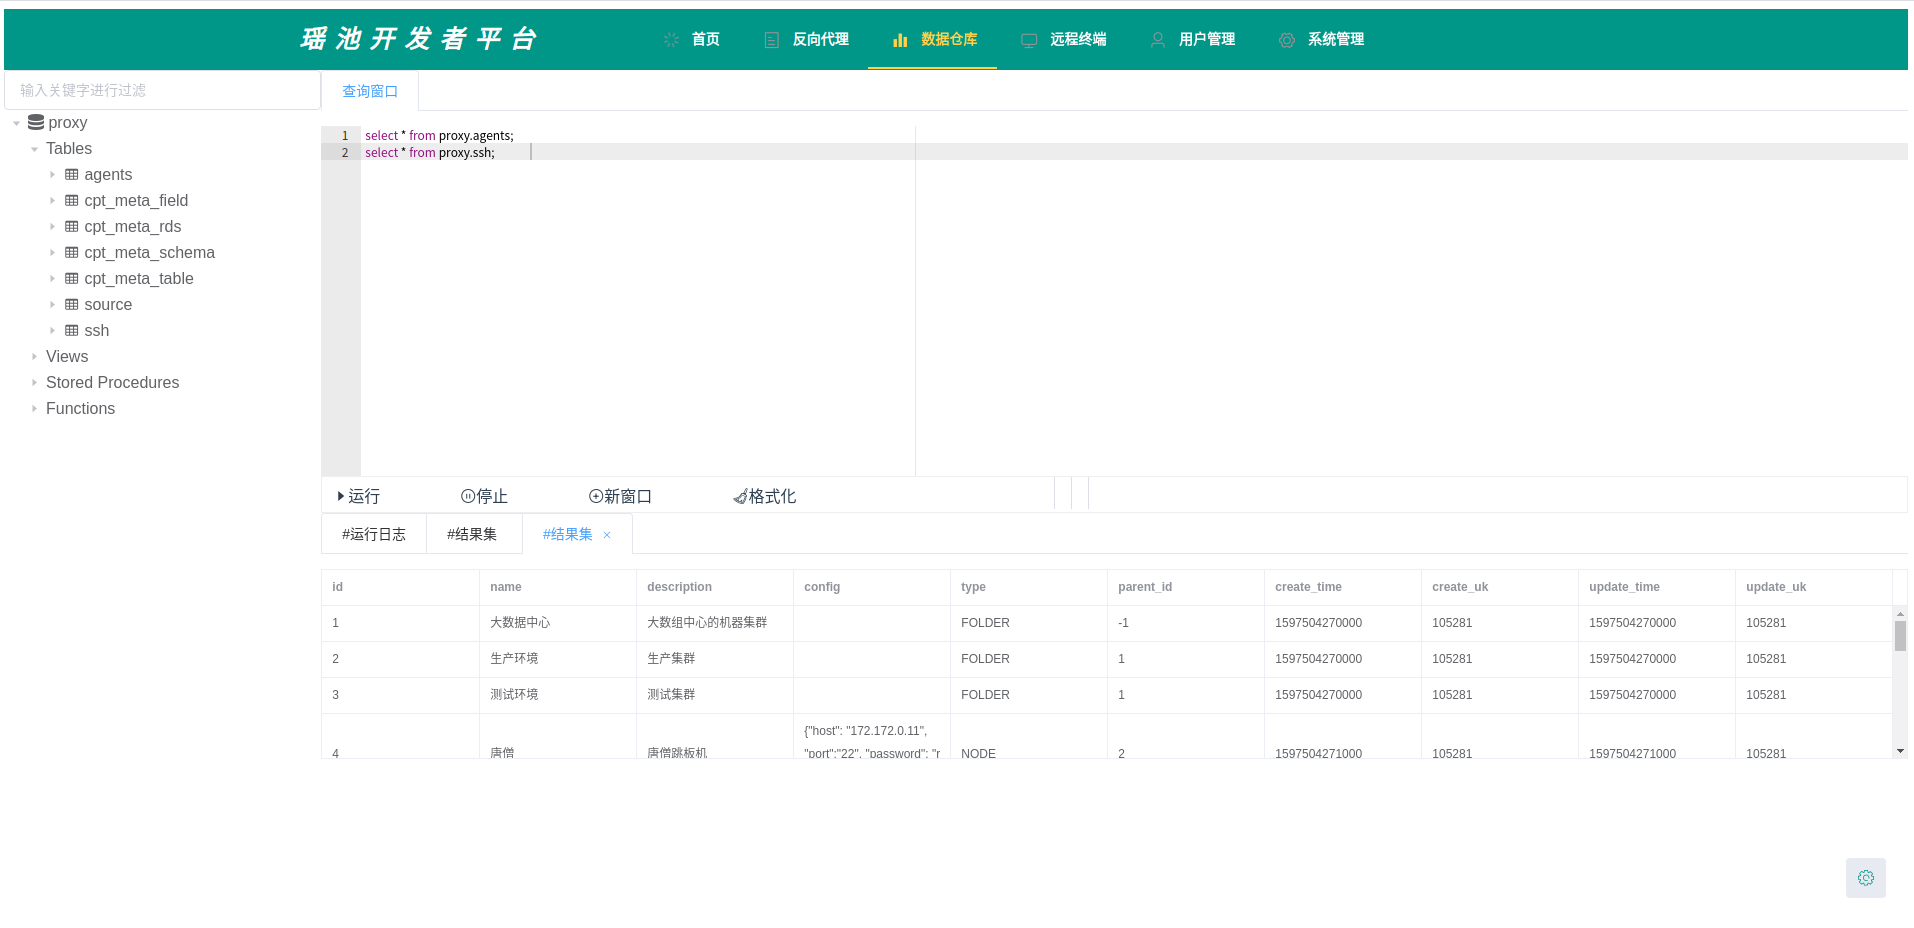 瑶池开发者平台 首页 反向代理 数据仓库 远程终端 用户管理 系统管理
输入关键字进行过滤
proxy
Tables
agents
cpt_meta_field
cpt_meta_rds
cpt_meta_schema
cpt_meta_table
source
ssh
Views
Stored Procedures
Functions
查询窗口
1 select * from proxy.agents;
2 select * from proxy.ssh;
运行 停止 新窗口 格式化
#运行日志 #结果集 #结果集 ×
id name description config type parent_id create_time create_uk update_time update_uk
1 大数据中心 大数组中心的机器集群 FOLDER -1 1597504270000 105281 1597504270000 105281
2 生产环境 生产集群 FOLDER 1 1597504270000 105281 1597504270000 105281
3 测试环境 测试集群 FOLDER 1 1597504270000 105281 1597504270000 105281
{"host": "172.172.0.11",
4 唐僧 唐僧跳板机 "port":"22", "password": "r NODE 2 1597504271000 105281 1597504271000 105281